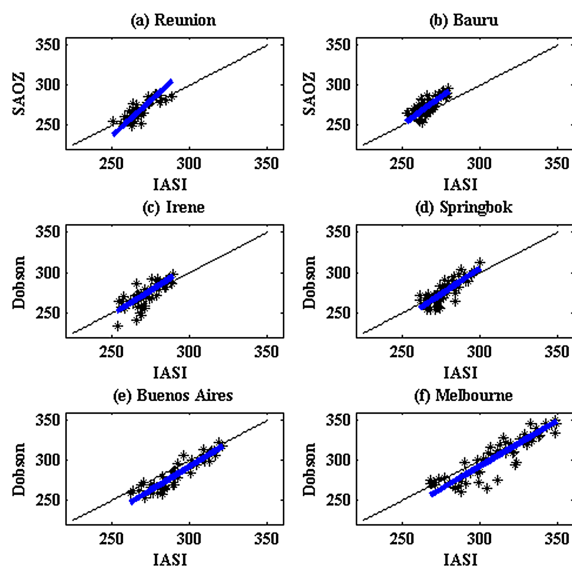 (a) Reunion
350
300
250
SAOZ
250 300 350
IASI
(b) Bauru
350
300
250
SAOZ
250 300 350
IASI
(c) Irene
350
300
250
Dobson
250 300 350
IASI
(d) Springbok
350
300
250
Dobson
250 300 350
IASI
(e) Buenos Aires
350
300
250
Dobson
250 300 350
IASI
(f) Melbourne
350
300
250
Dobson
250 300 350
IASI